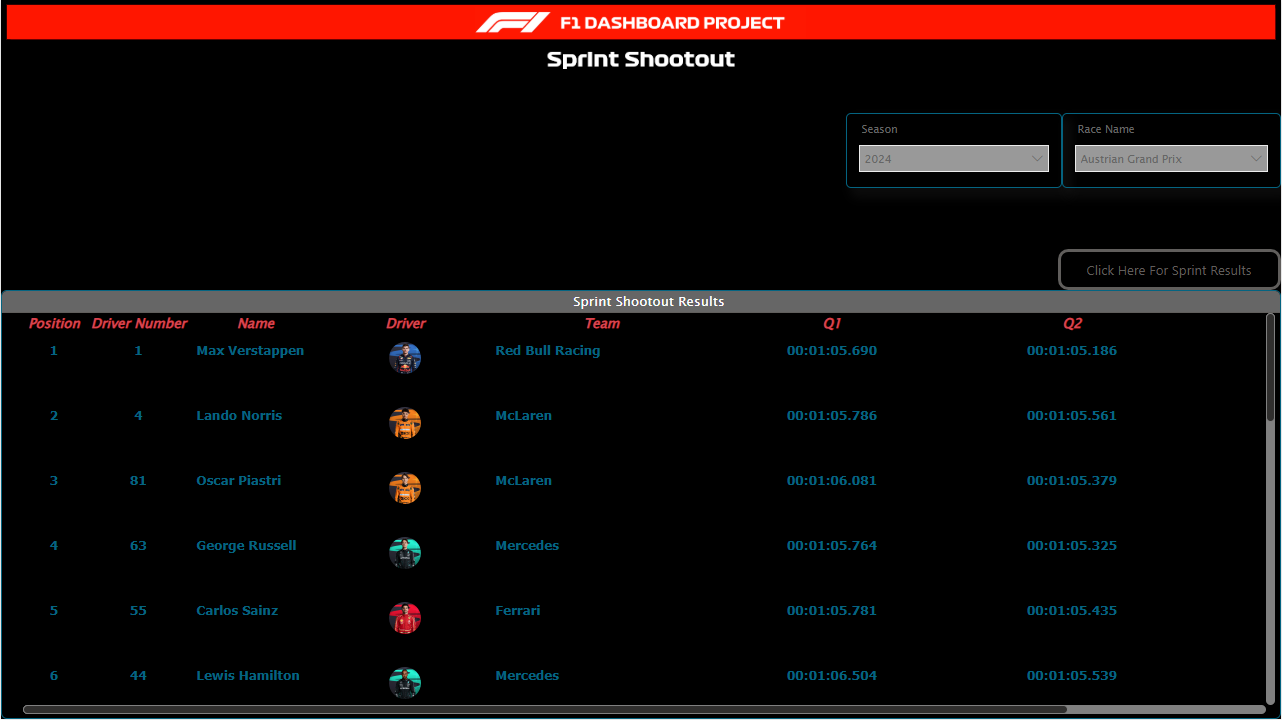 F1 DASHBOARD PROJECT
Sprint Shootout
Season Race Name
2024 Austrian Grand Prix
Click Here For Sprint Results
Sprint Shootout Results
Position Driver Number Name Driver Team Q1 Q2
1 1 Max Verstappen Red Bull Racing 00:01:05.690 00:01:05.186
2 4 Lando Norris McLaren 00:01:05.786 00:01:05.561
3 81 Oscar Piastri McLaren 00:01:06.081 00:01:05.379
4 63 George Russell Mercedes 00:01:05.764 00:01:05.325
5 55 Carlos Sainz Ferrari 00:01:05.781 00:01:05.435
6 44 Lewis Hamilton Mercedes 00:01:06.504 00:01:05.539